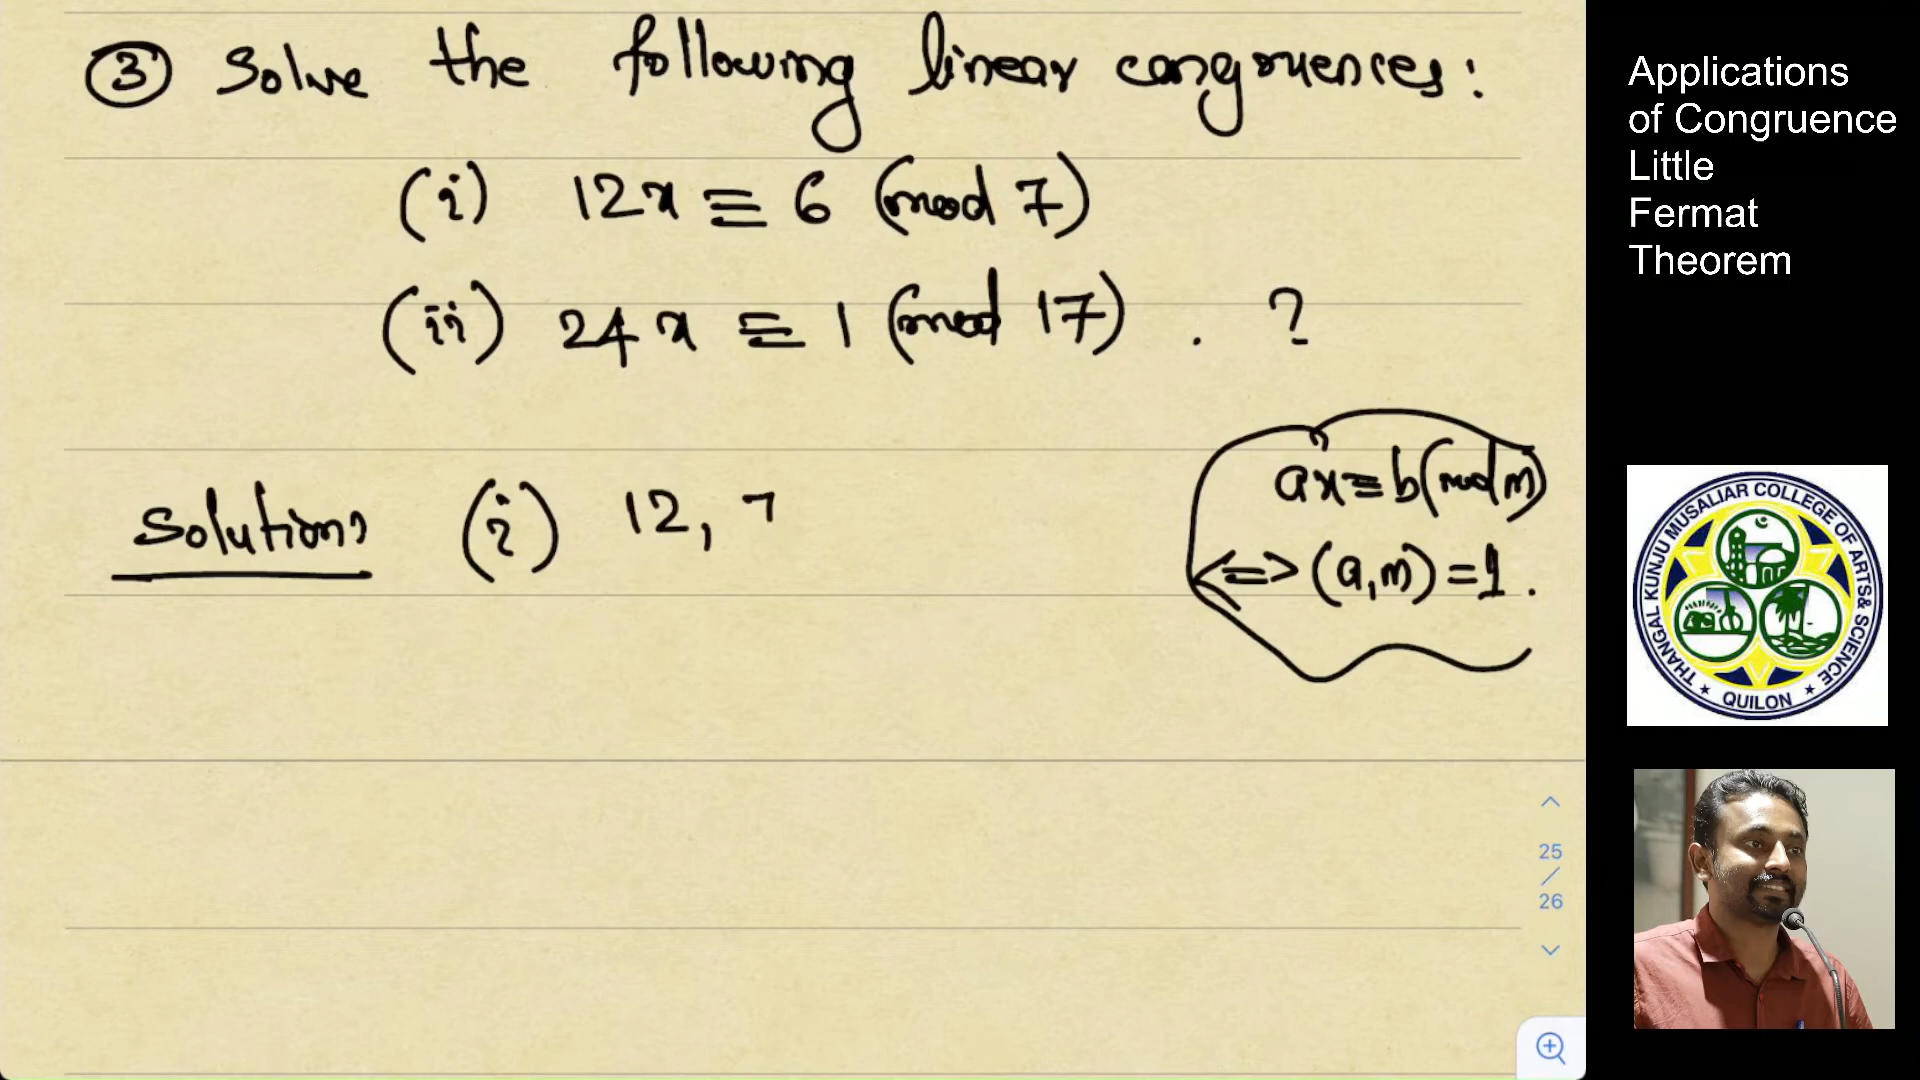 ③ Solve the following linear congruences:
(i) 12x ≡ 6 (mod 7)
(ii) 24x ≡ 1 (mod 17) . ?
ax ≡ b (mod m)
Solution: (i) 12, 7
<=> (a, m) = 1.
Applications
of Congruence
Little
Fermat
Theorem
THANGAL KUNJU MUSALIAR COLLEGE OF ARTS & SCIENCE
★ QUILON ★
25
/
26